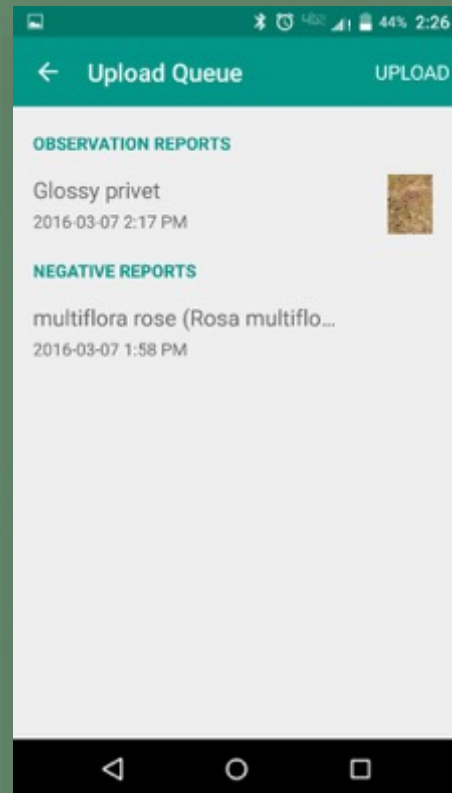 44% 2:26
Upload Queue UPLOAD
OBSERVATION REPORTS
Glossy privet
2016-03-07 2:17 PM
NEGATIVE REPORTS
multiflora rose (Rosa multiflo...
2016-03-07 1:58 PM